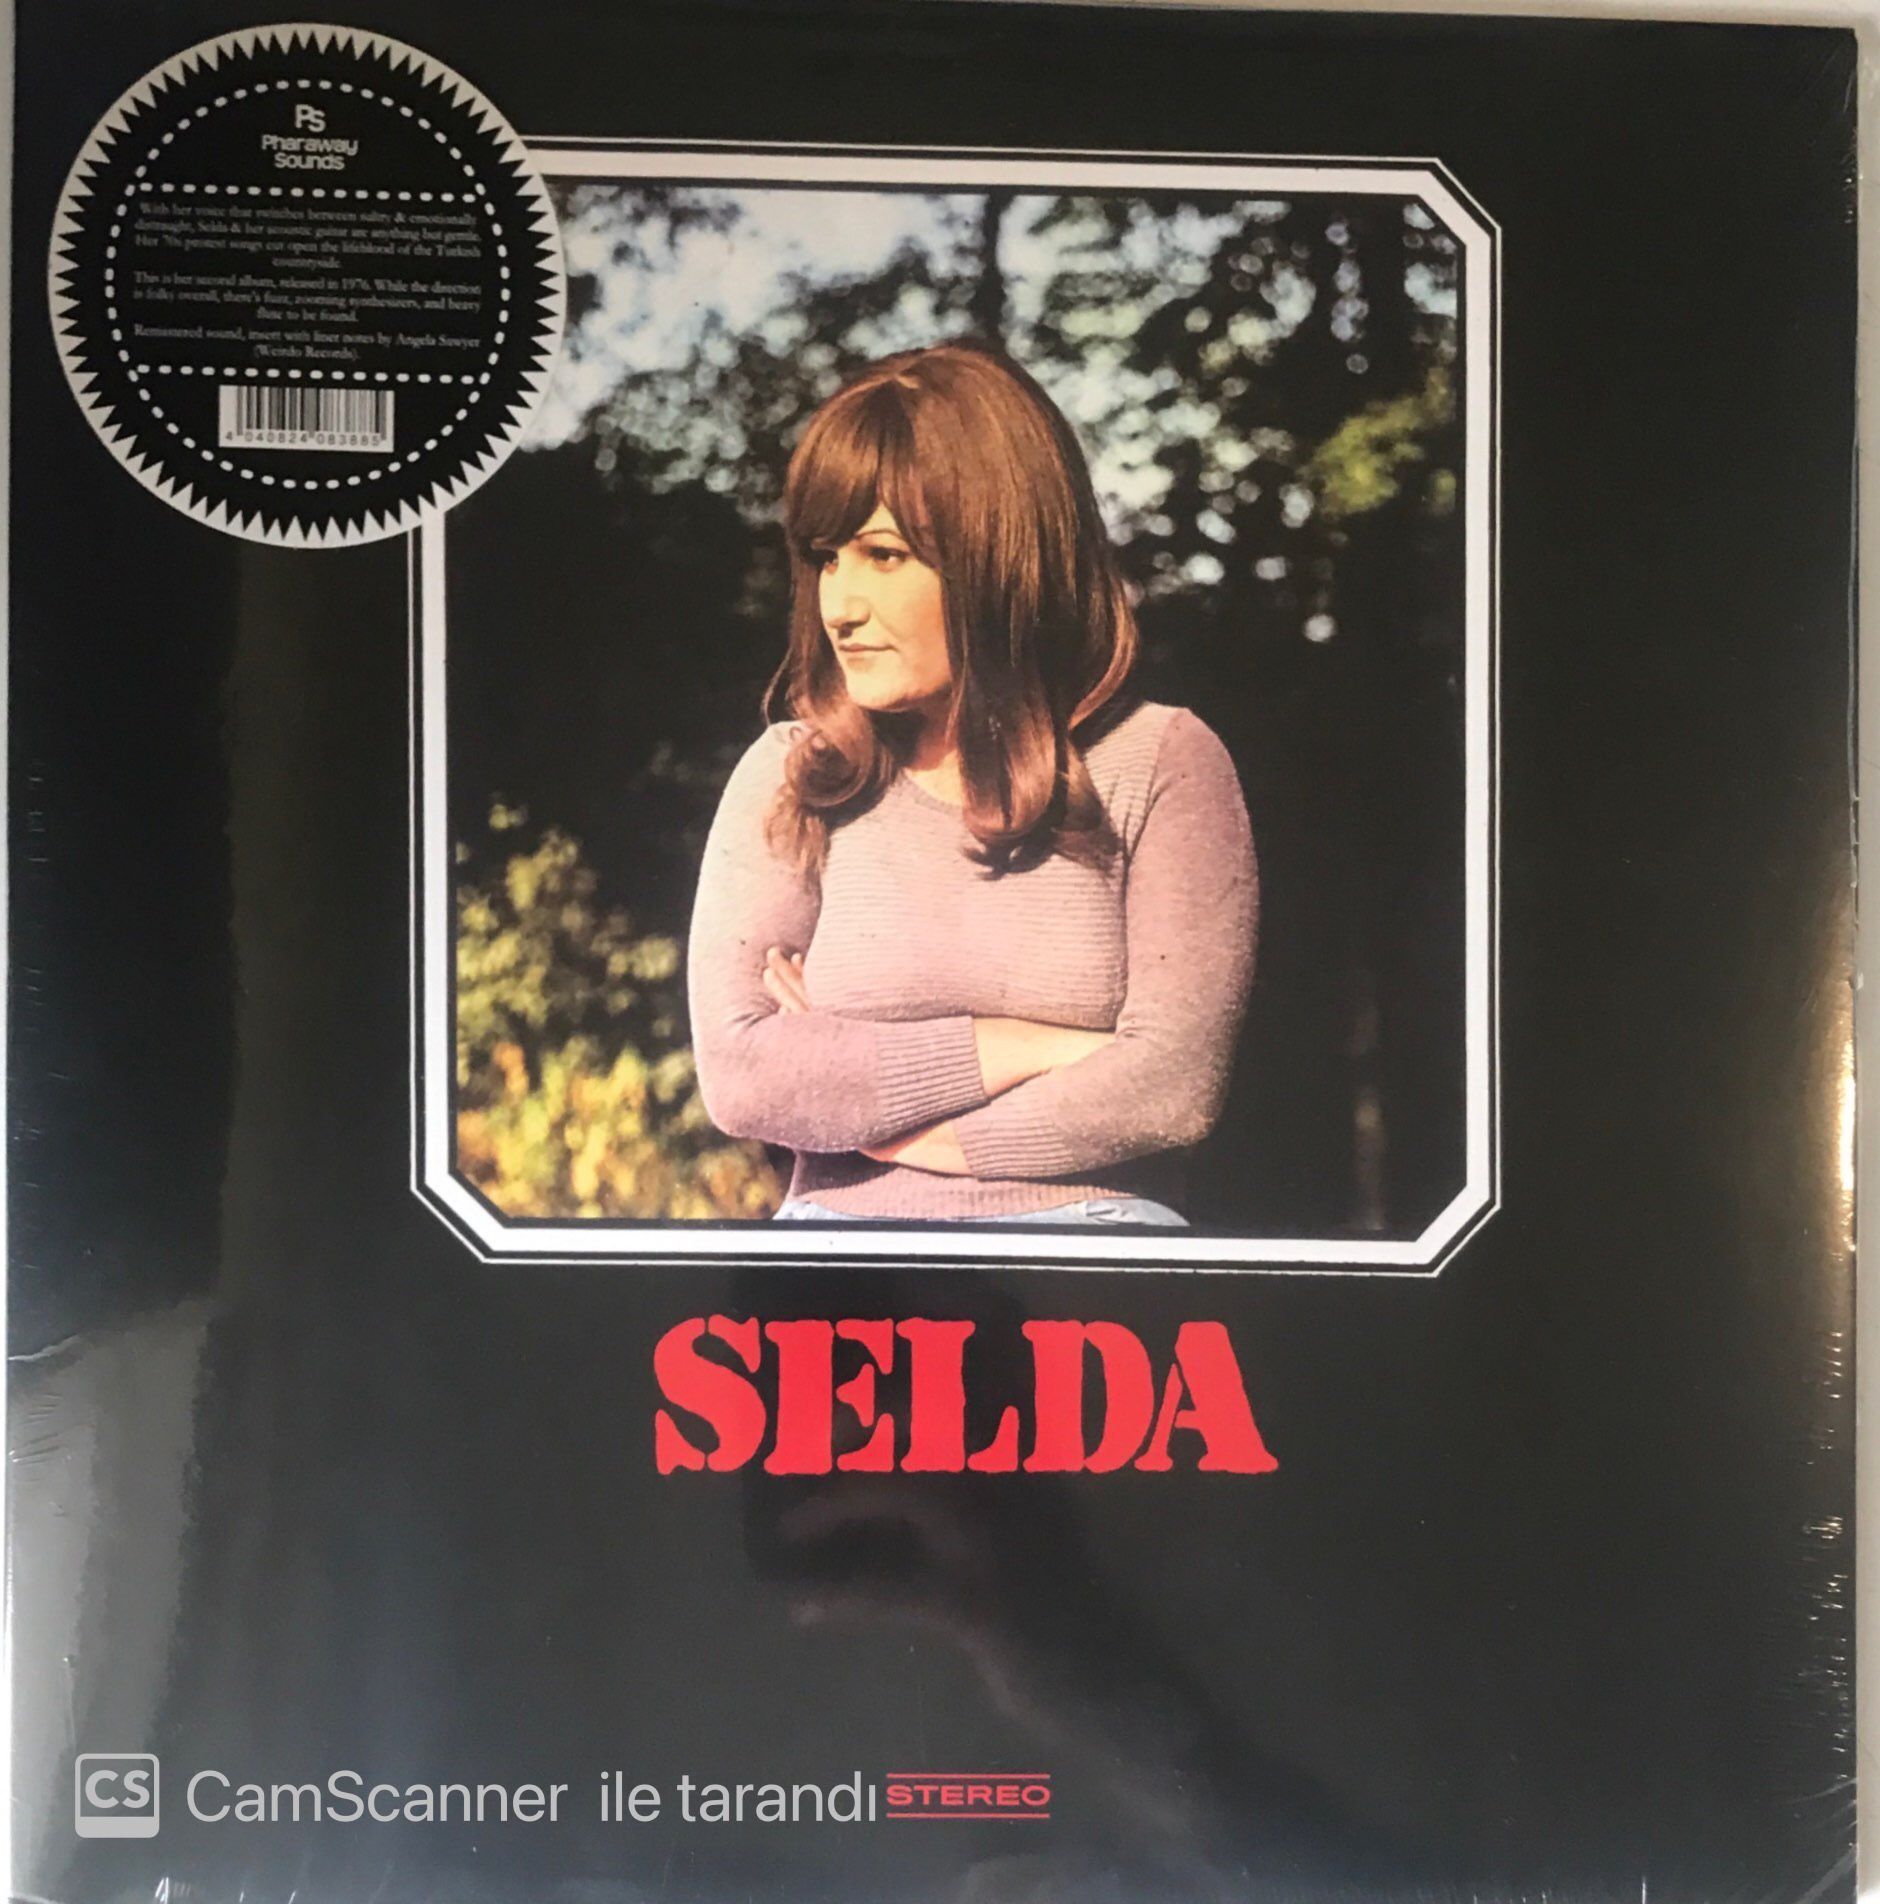 PS
Pharaway
Sounds
With her voice that switches between sultry & emotionally
distraught, Selda & her acoustic guitar are anything but gentle.
Her '70s protest songs cut open the lifeblood of the Turkish
countryside.
This is her second album, released in 1976. While the direction
is folky overall, there's fuzz, zooming synthesizers, and heavy
flute to be found.
Remastered sound, insert with liner notes by Angela Sawyer
(Weirdo Records).
4 040824 083885
SELDA
CS CamScanner ile tarandı
STEREO